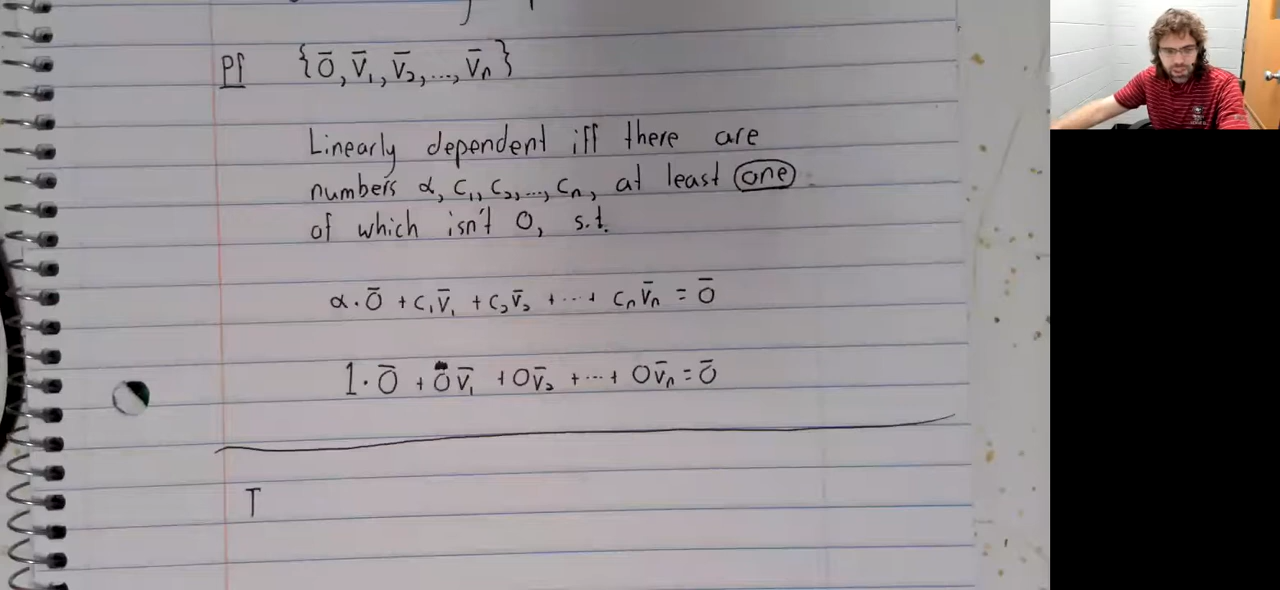 Pf {0̄, v̄₁, v̄₂, ..., v̄ₙ}
Linearly dependent iff there are
numbers α, c₁, c₂, ..., cₙ, at least one
of which isn't 0, s.t.
α · 0̄ + c₁v̄₁ + c₂v̄₂ + ··· + cₙv̄ₙ = 0̄
1 · 0̄ + 0v̄₁ + 0v̄₂ + ··· + 0v̄ₙ = 0̄
T